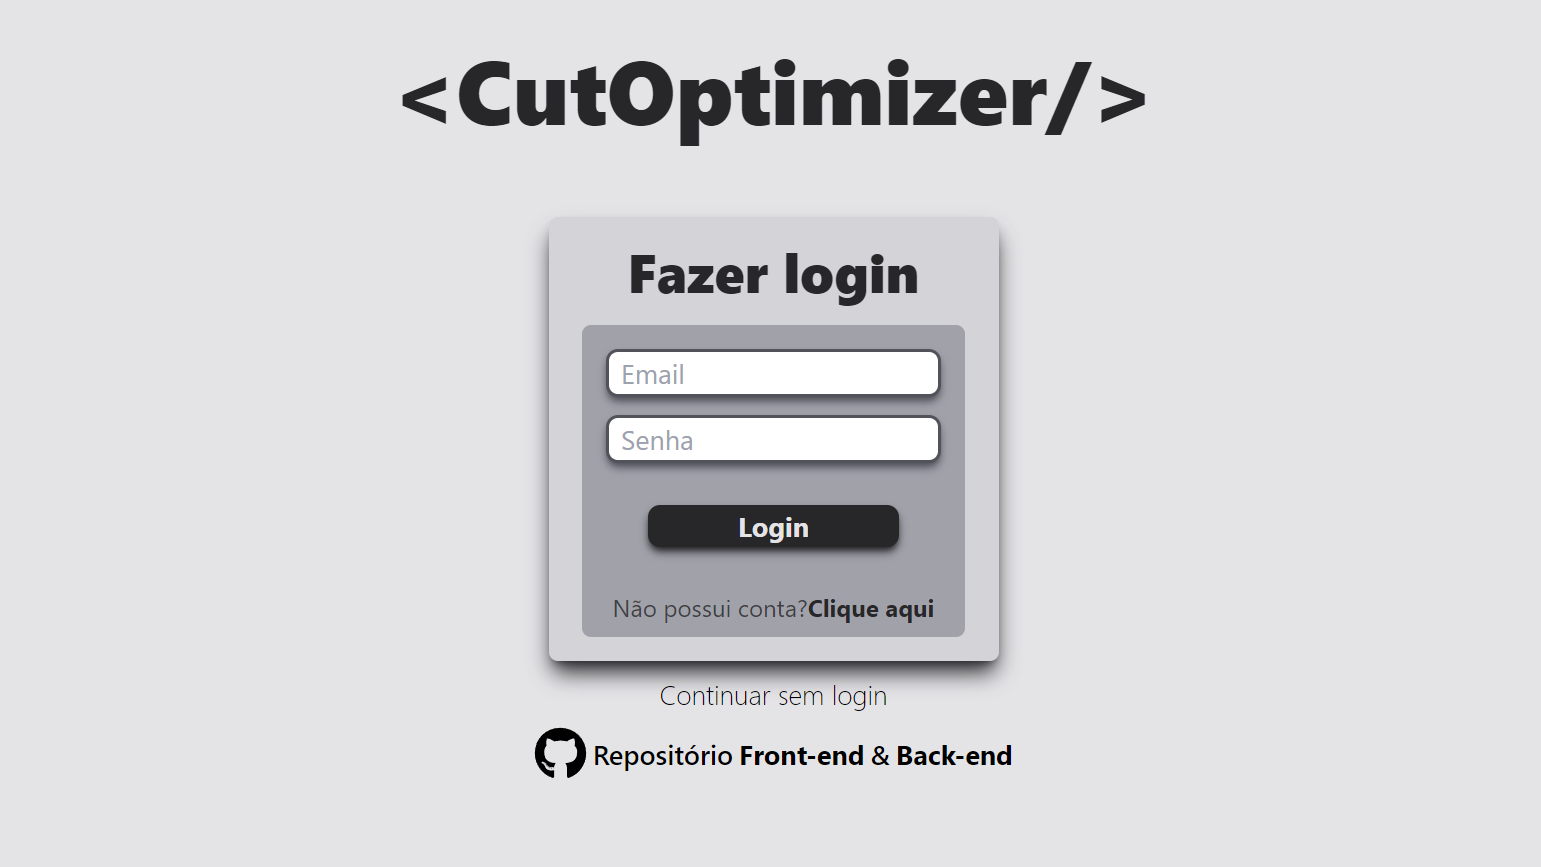 <CutOptimizer/>
Fazer login
Email
Senha
Login
Não possui conta?Clique aqui
Continuar sem login
Repositório Front-end & Back-end